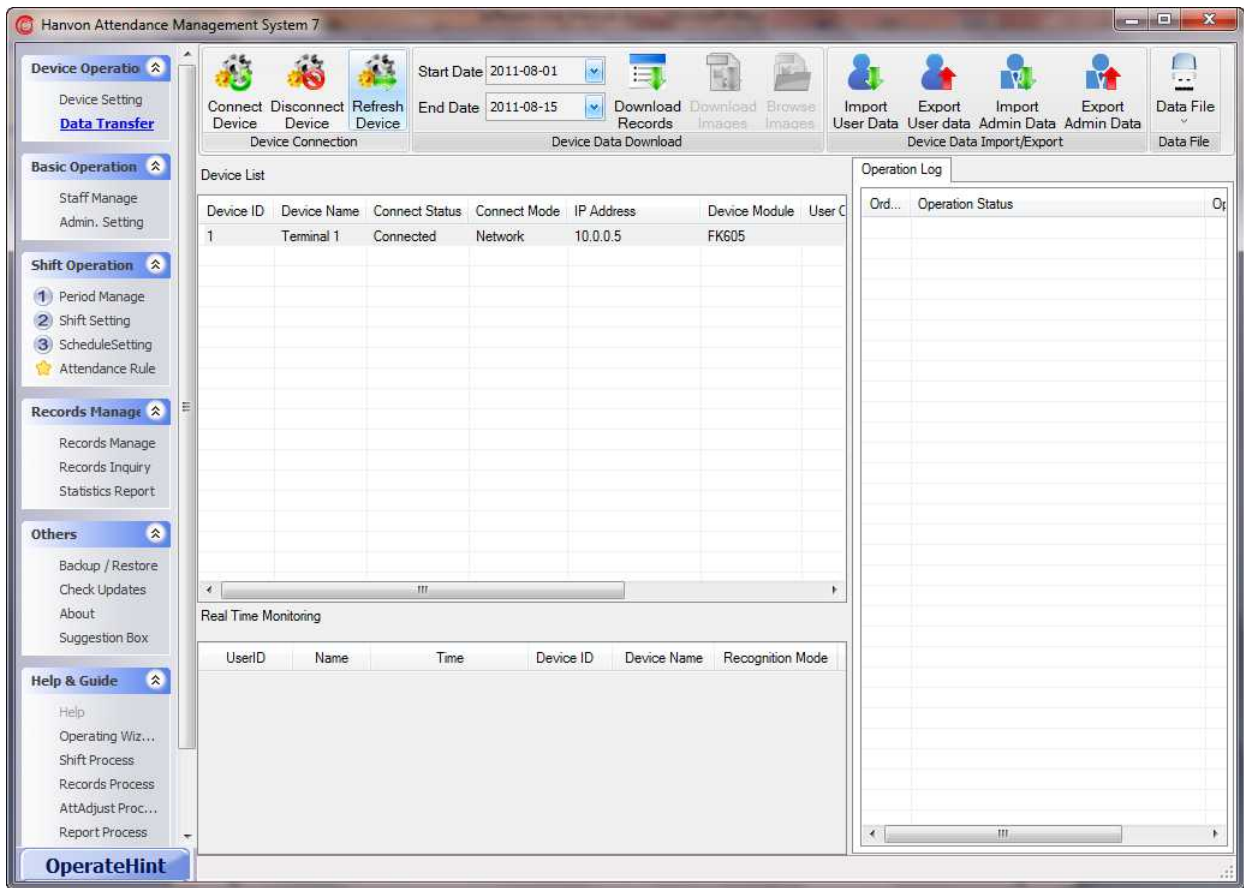 Hanvon Attendance Management System 7
Device Operatio
Device Setting
Data Transfer
Basic Operation
Staff Manage
Admin. Setting
Shift Operation
1 Period Manage
2 Shift Setting
3 ScheduleSetting
Attendance Rule
Records Manage
Records Manage
Records Inquiry
Statistics Report
Others
Backup / Restore
Check Updates
About
Suggestion Box
Help & Guide
Help
Operating Wiz...
Shift Process
Records Process
AttAdjust Proc...
Report Process
OperateHint
Connect Device
Disconnect Device
Refresh Device
Device Connection
Start Date 2011-08-01
End Date 2011-08-15
Download Records
Download Images
Browse Images
Device Data Download
Import User Data
Export User data
Import Admin Data
Export Admin Data
Device Data Import/Export
Data File
Data File
Device List
Device ID Device Name Connect Status Connect Mode IP Address Device Module User C
1 Terminal 1 Connected Network 10.0.0.5 FK605
Real Time Monitoring
UserID Name Time Device ID Device Name Recognition Mode
Operation Log
Ord... Operation Status Op